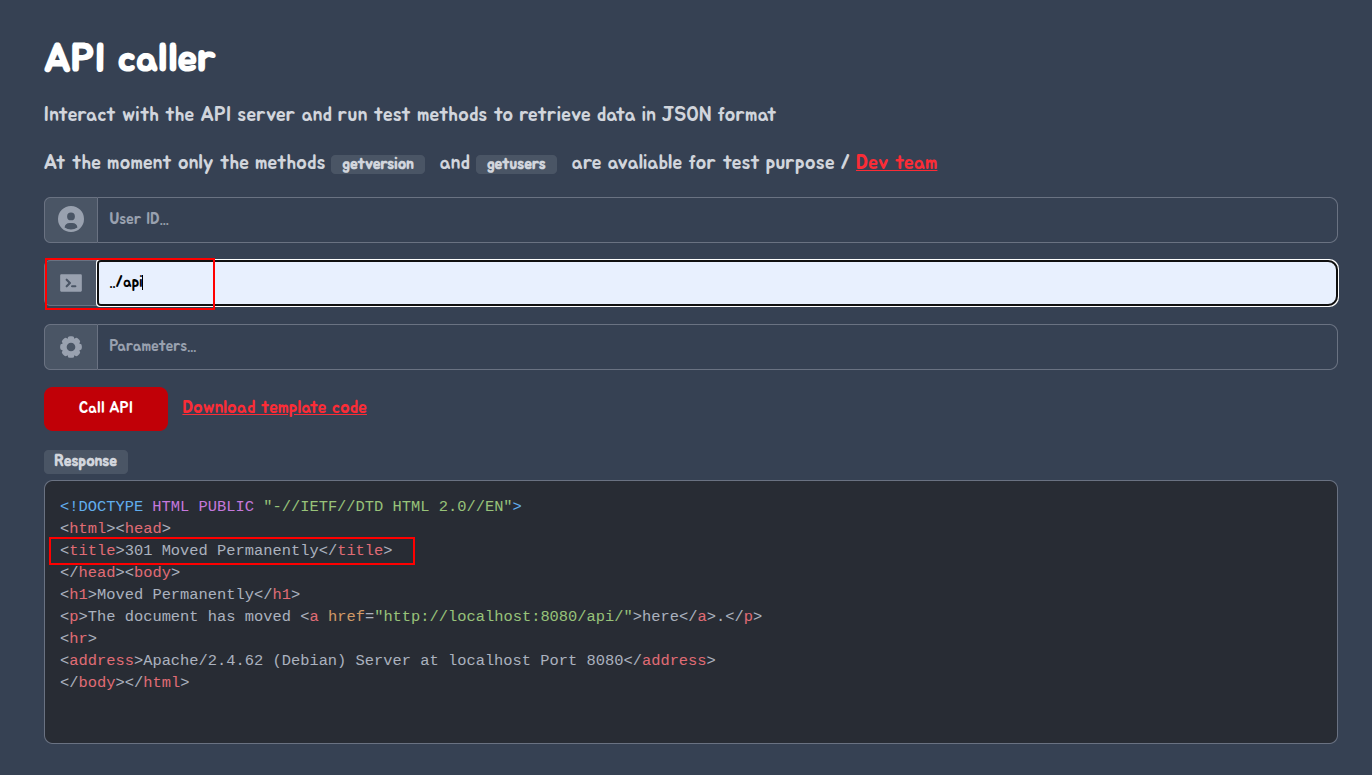 API caller
Interact with the API server and run test methods to retrieve data in JSON format
At the moment only the methods getversion and getusers are avaliable for test purpose / Dev team
User ID...
../api
Parameters...
Call API Download template code
Response
<!DOCTYPE HTML PUBLIC "-//IETF//DTD HTML 2.0//EN">
<html><head>
<title>301 Moved Permanently</title>
</head><body>
<h1>Moved Permanently</h1>
<p>The document has moved <a href="http://localhost:8080/api/">here</a>.</p>
<hr>
<address>Apache/2.4.62 (Debian) Server at localhost Port 8080</address>
</body></html>